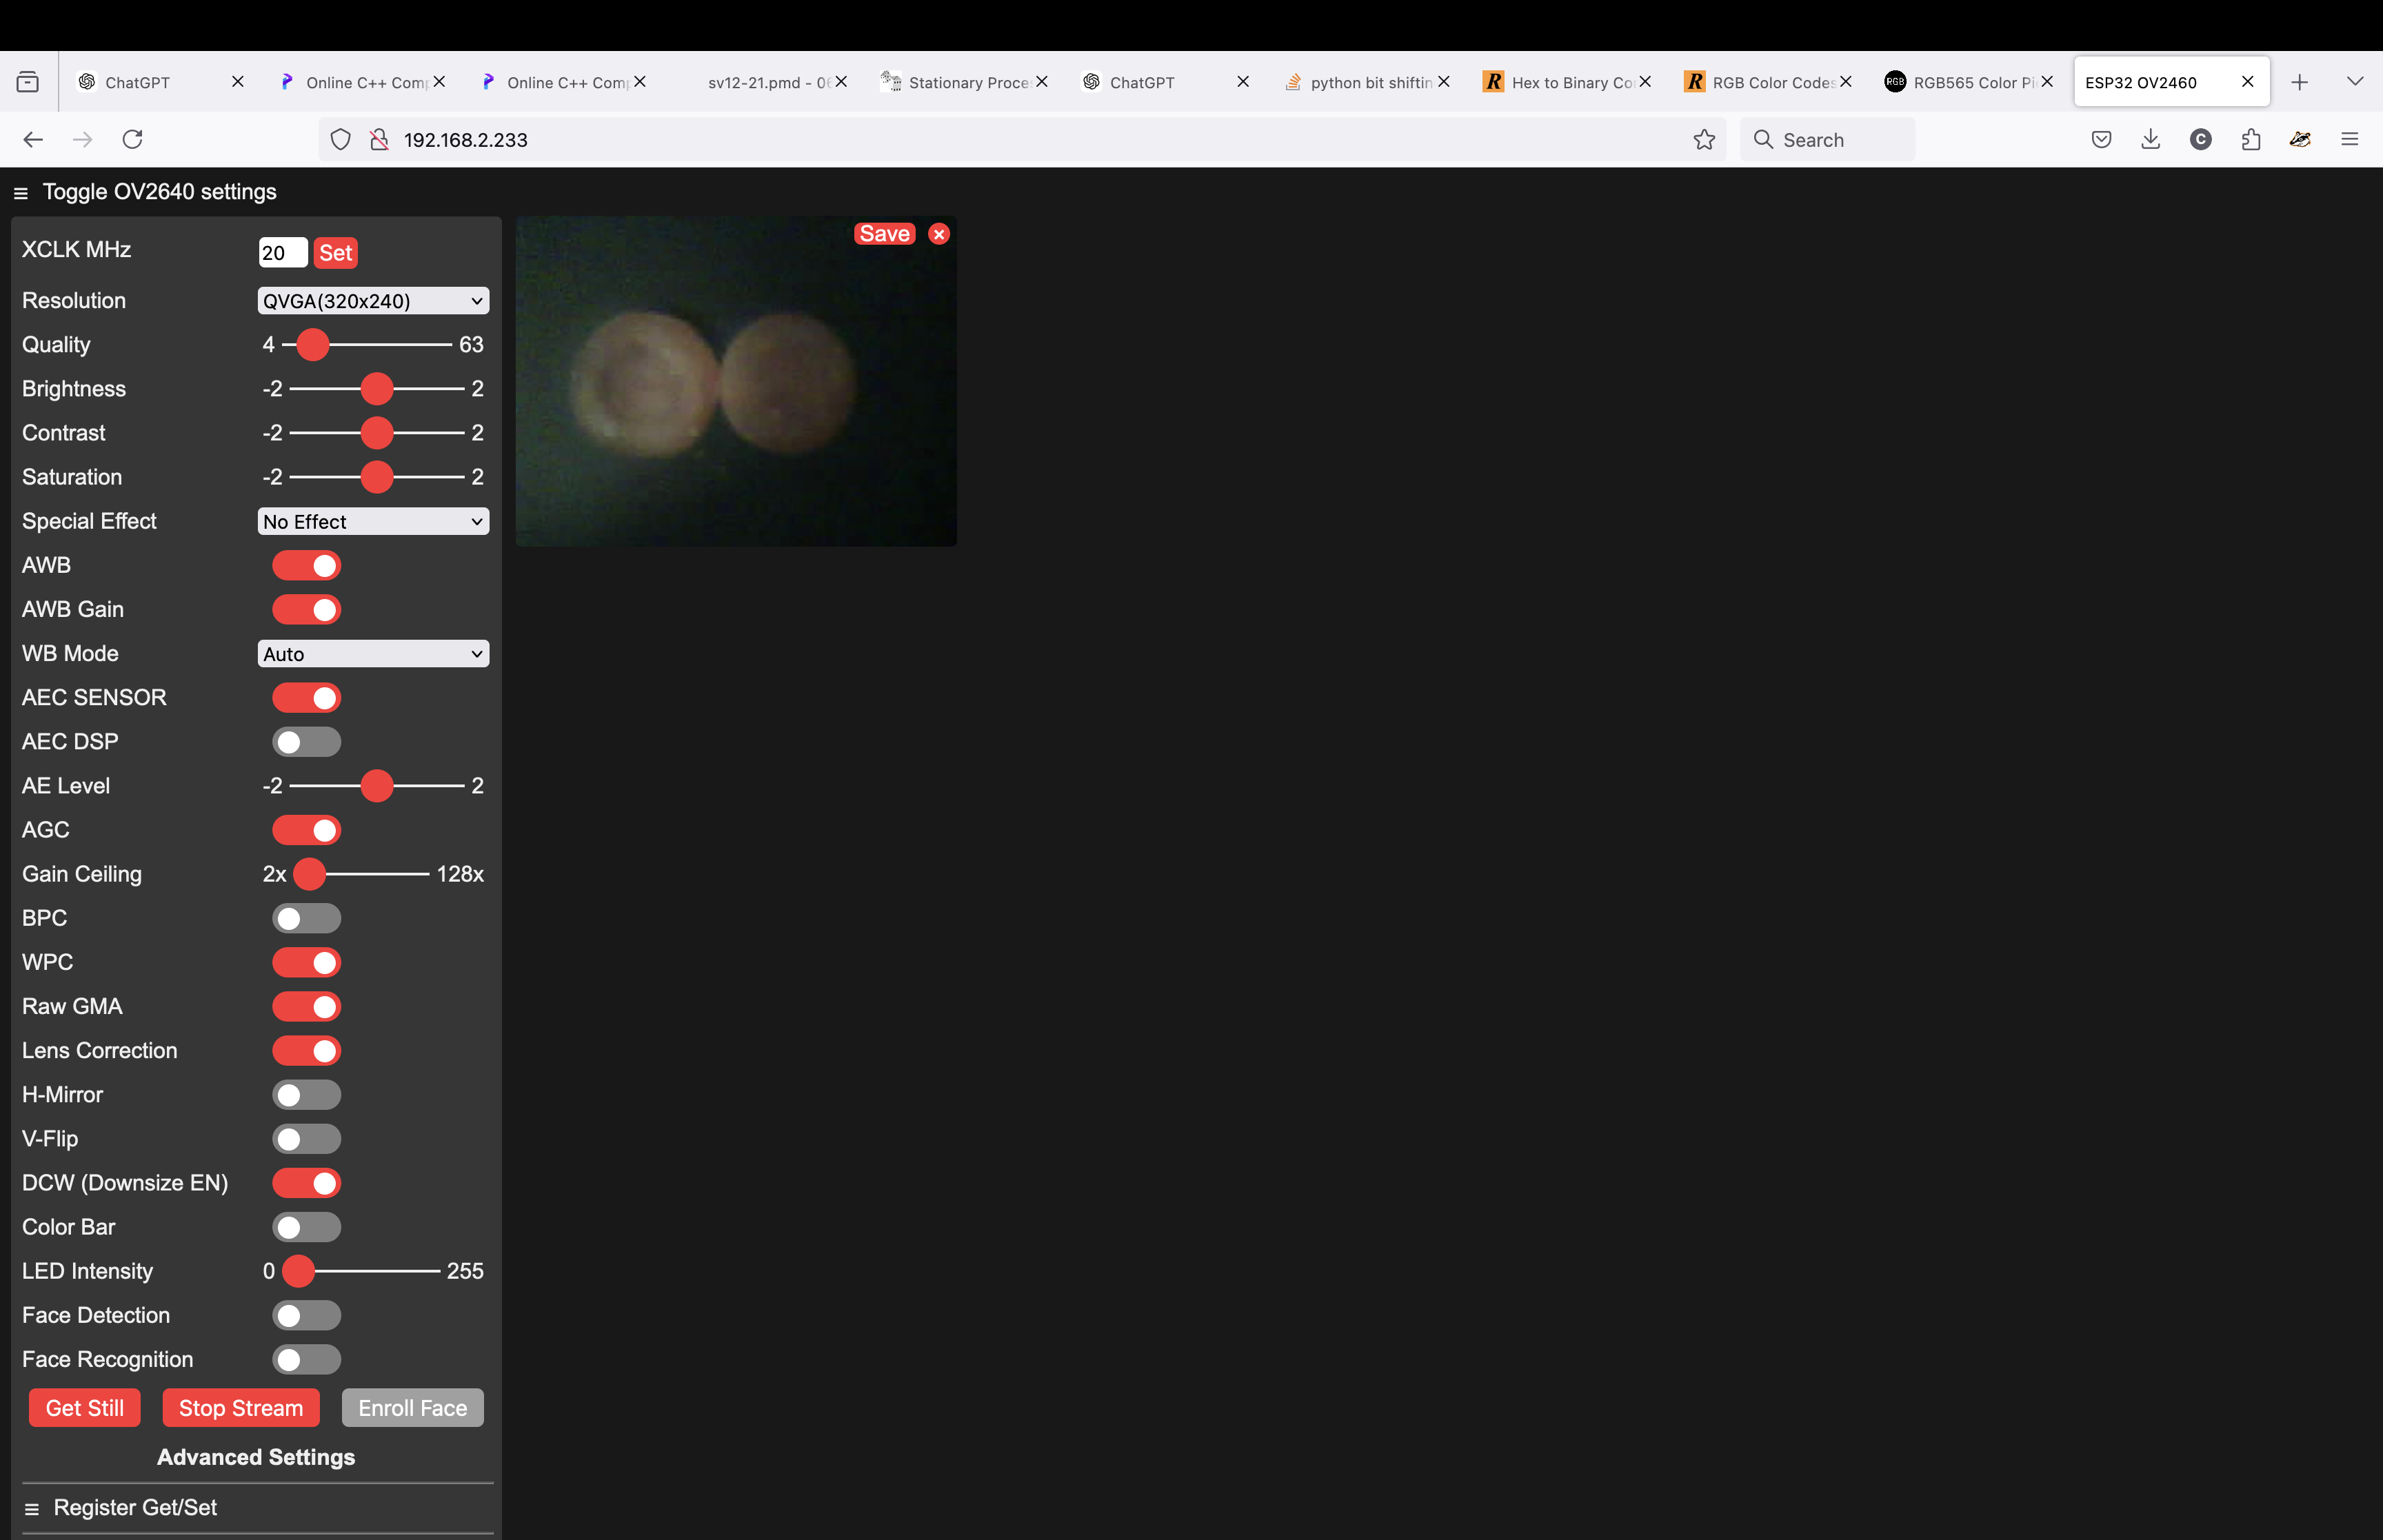 ChatGPT
Online C++ Comp
Online C++ Comp
sv12-21.pmd - 06
Stationary Proce
ChatGPT
python bit shiftin
Hex to Binary Co
RGB Color Codes
RGB565 Color Pi
ESP32 OV2460
192.168.2.233
Search
Toggle OV2640 settings
XCLK MHz 20 Set
Resolution QVGA(320x240)
Quality 4 63
Brightness -2 2
Contrast -2 2
Saturation -2 2
Special Effect No Effect
AWB
AWB Gain
WB Mode Auto
AEC SENSOR
AEC DSP
AE Level -2 2
AGC
Gain Ceiling 2x 128x
BPC
WPC
Raw GMA
Lens Correction
H-Mirror
V-Flip
DCW (Downsize EN)
Color Bar
LED Intensity 0 255
Face Detection
Face Recognition
Get Still Stop Stream Enroll Face
Advanced Settings
Register Get/Set
Save